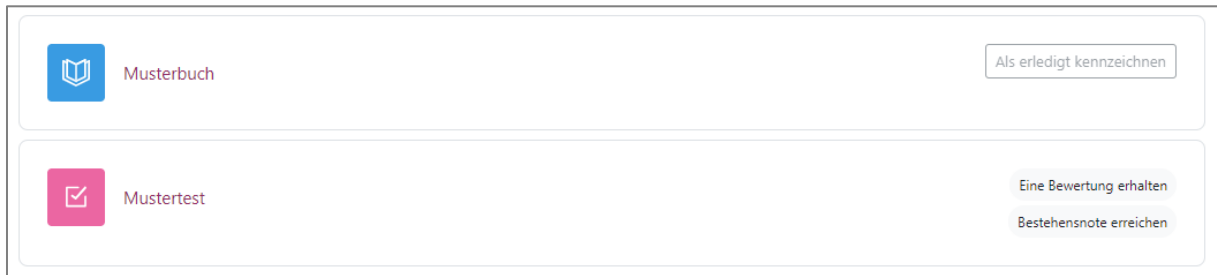 Musterbuch
Als erledigt kennzeichnen
Mustertest
Eine Bewertung erhalten
Bestehensnote erreichen